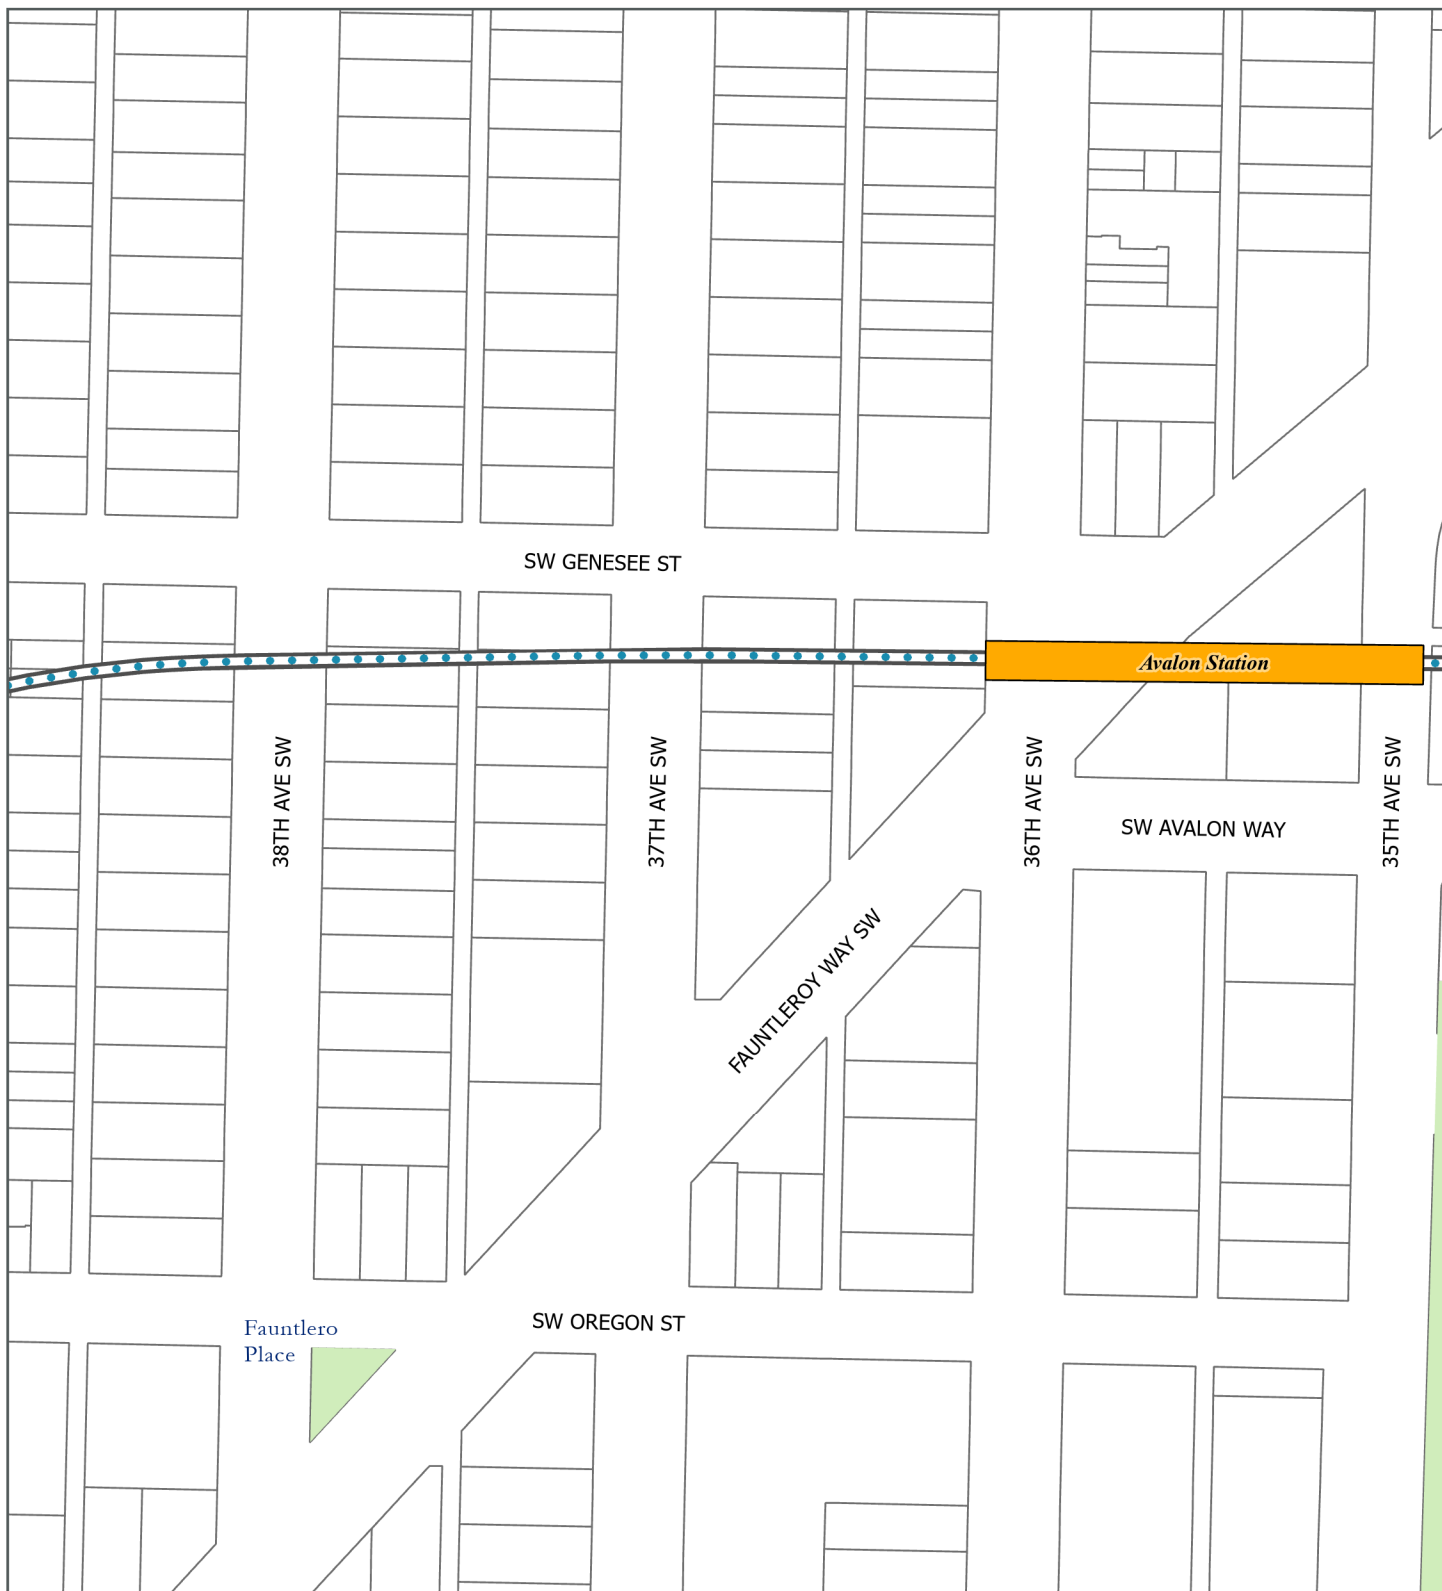 SW GENESEE ST
Avalon Station
38TH AVE SW
37TH AVE SW
36TH AVE SW
35TH AVE SW
SW AVALON WAY
FAUNTLEROY WAY SW
SW OREGON ST
Fauntlero
Place